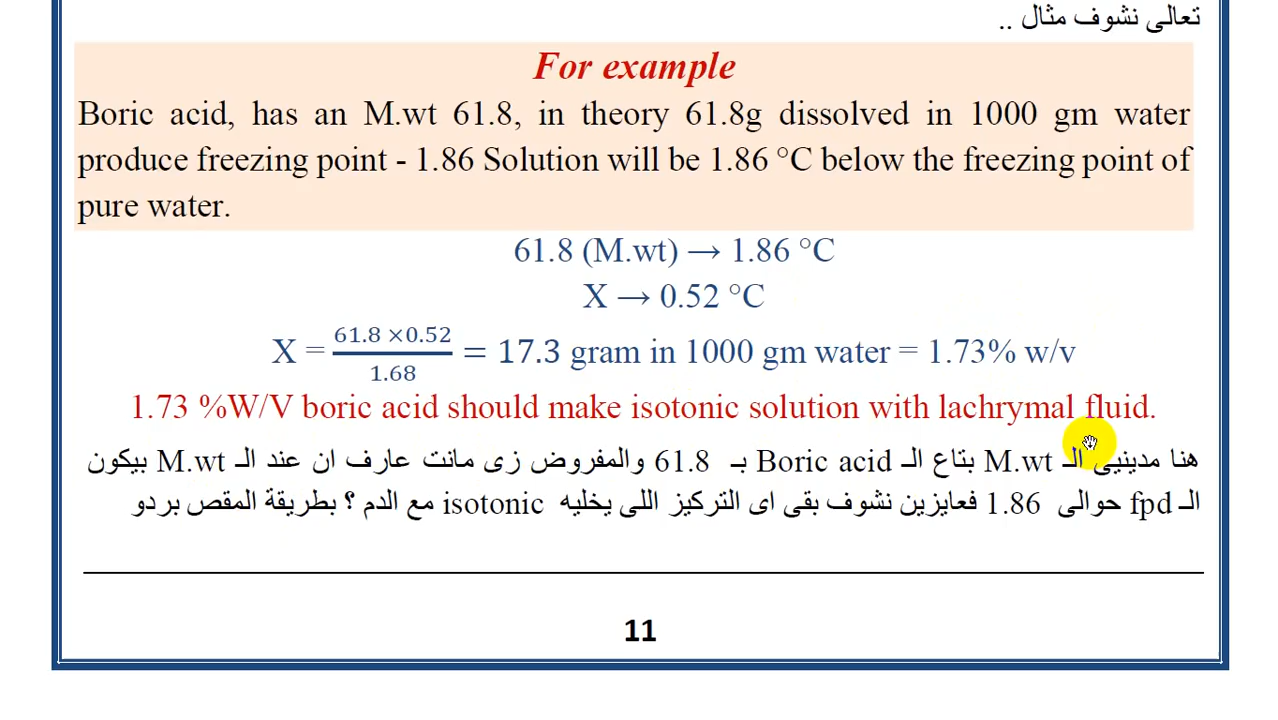 تعالى نشوف مثال ..
For example
Boric acid, has an M.wt 61.8, in theory 61.8g dissolved in 1000 gm water
produce freezing point - 1.86 Solution will be 1.86 °C below the freezing point of
pure water.
61.8 (M.wt) → 1.86 °C
X → 0.52 °C
X = 61.8 ×0.52 / 1.68 = 17.3 gram in 1000 gm water = 1.73% w/v
1.73 %W/V boric acid should make isotonic solution with lachrymal fluid.
هنا مدينيى الـ M.wt بتاع الـ Boric acid بـ 61.8 والمفروض زى مانت عارف ان عند الـ M.wt بيكون
الـ fpd حوالى 1.86 فعايزين نشوف بقى اى التركيز اللى يخليه isotonic مع الدم ؟ بطريقة المقص بردو
11